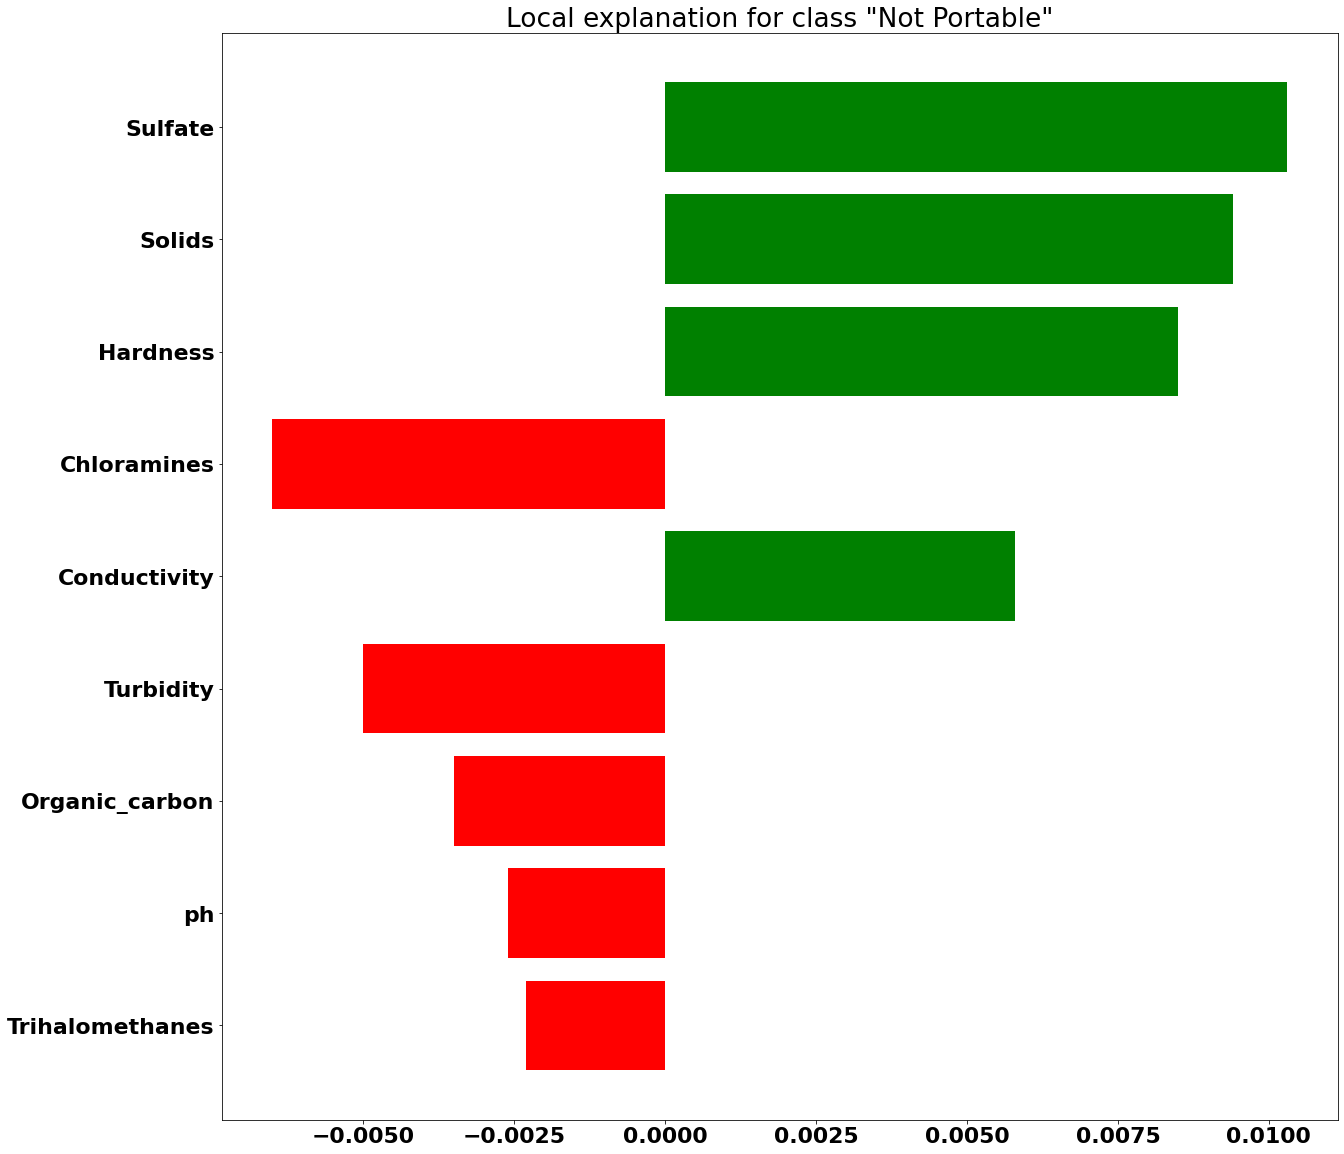 Local explanation for class "Not Portable"
Sulfate
Solids
Hardness
Chloramines
Conductivity
Turbidity
Organic_carbon
ph
Trihalomethanes
−0.0050 −0.0025 0.0000 0.0025 0.0050 0.0075 0.0100